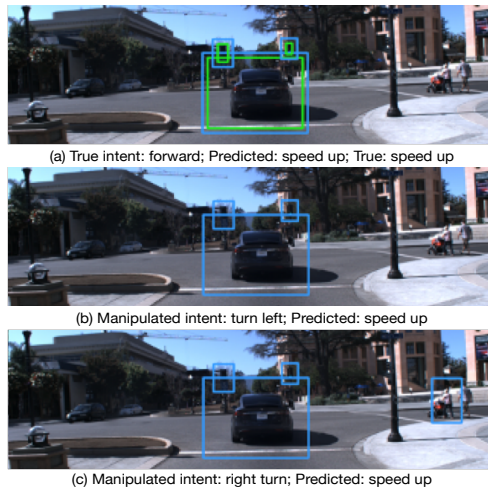 (a) True intent: forward; Predicted: speed up; True: speed up
(b) Manipulated intent: turn left; Predicted: speed up
(c) Manipulated intent: right turn; Predicted: speed up